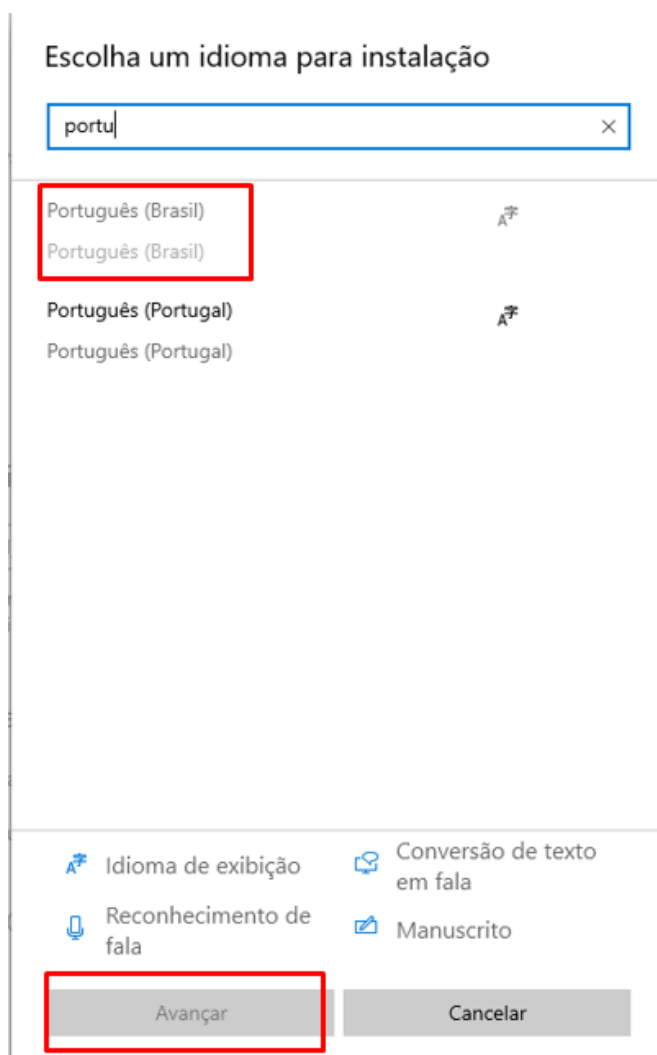 Escolha um idioma para instalação
portu
Português (Brasil)
Português (Brasil)
Português (Portugal)
Português (Portugal)
Idioma de exibição
Conversão de texto
em fala
Reconhecimento de
fala
Manuscrito
Avançar
Cancelar